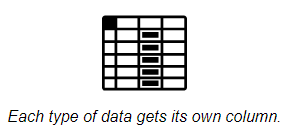 Each type of data gets its own column.